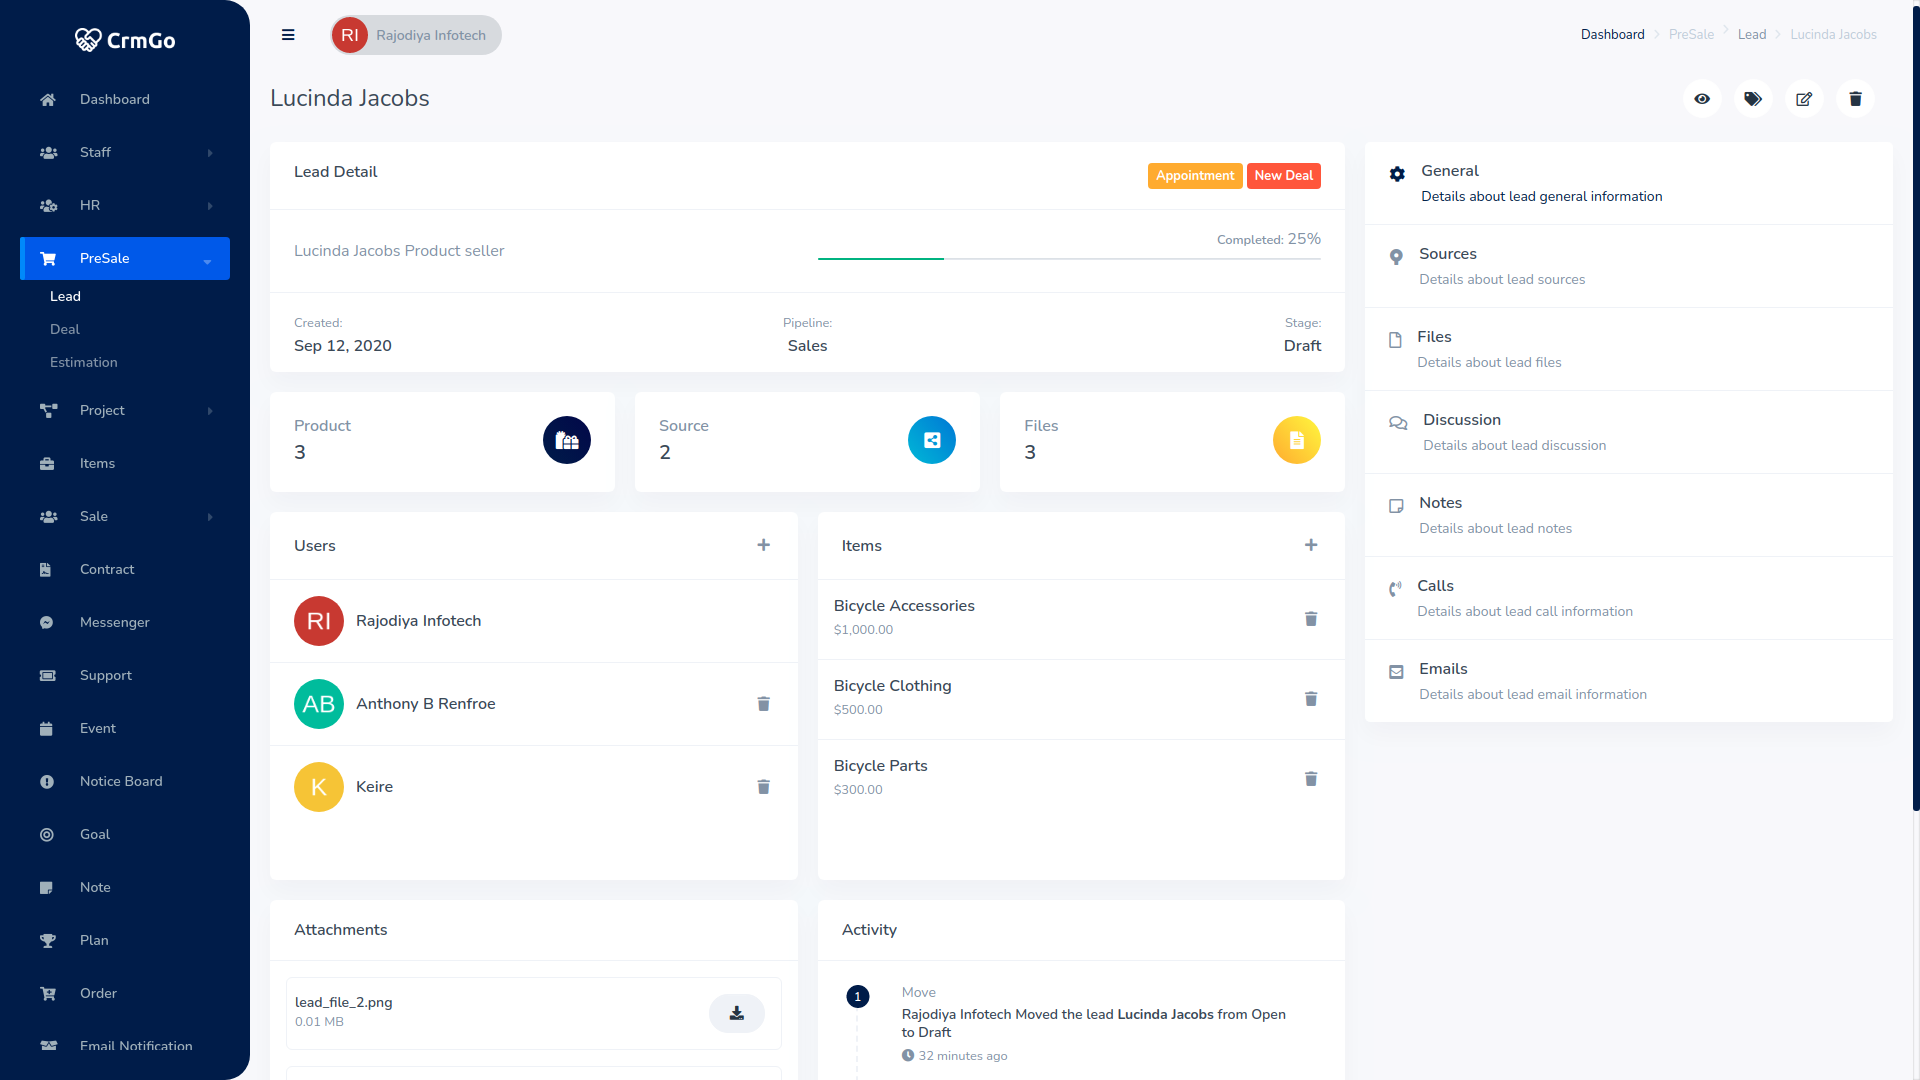 CrmGo
Dashboard
Staff
HR
PreSale
Lead
Deal
Estimation
Project
Items
Sale
Contract
Messenger
Support
Event
Notice Board
Goal
Note
Plan
Order
Email Notification
RI Rajodiya Infotech
Dashboard PreSale Lead Lucinda Jacobs
Lucinda Jacobs
Lead Detail
Appointment New Deal
Lucinda Jacobs Product seller
Completed: 25%
Created:
Sep 12, 2020
Pipeline:
Sales
Stage:
Draft
Product
3
Source
2
Files
3
Users
RI Rajodiya Infotech
AB Anthony B Renfroe
K Keire
Items
Bicycle Accessories
$1,000.00
Bicycle Clothing
$500.00
Bicycle Parts
$300.00
Attachments
lead_file_2.png
0.01 MB
Activity
1
Move
Rajodiya Infotech Moved the lead Lucinda Jacobs from Open
to Draft
32 minutes ago
General
Details about lead general information
Sources
Details about lead sources
Files
Details about lead files
Discussion
Details about lead discussion
Notes
Details about lead notes
Calls
Details about lead call information
Emails
Details about lead email information